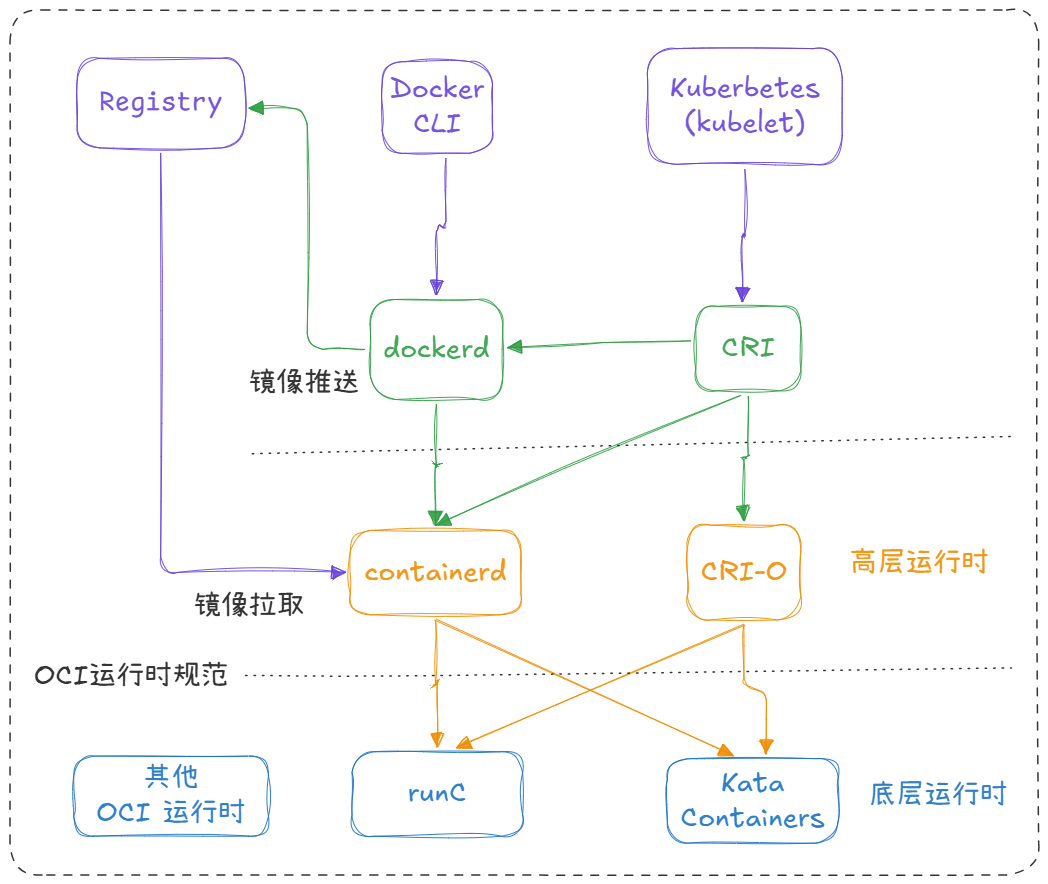 Registry
Docker
CLI
Kuberbetes
(kubelet)
dockerd
CRI
镜像推送
containerd
CRI-O
高层运行时
镜像拉取
OCI运行时规范
其他
OCI 运行时
runC
Kata
Containers
底层运行时